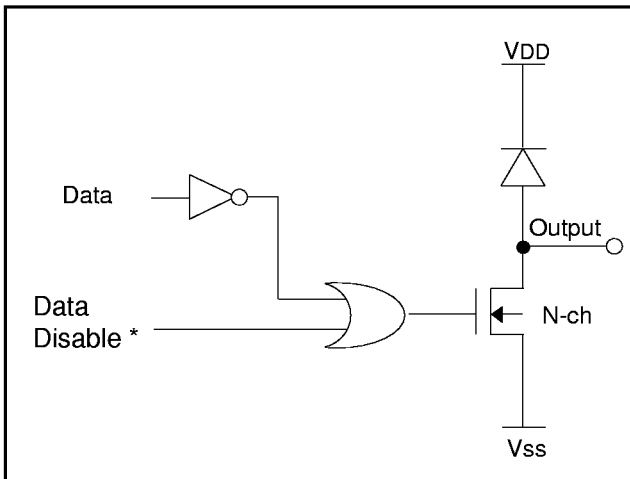 VDD
Data
Output
Data
Disable *
N-ch
Vss